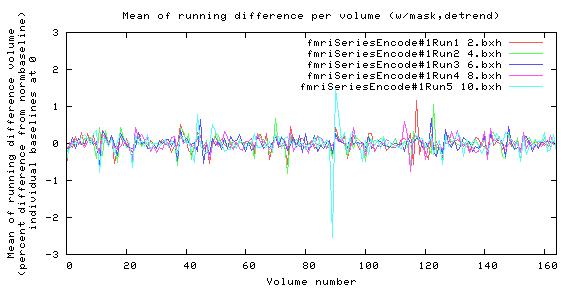 Mean of running difference per volume (w/mask,detrend)
fmriSeriesEncode#1Run1 2.bxh
fmriSeriesEncode#1Run2 4.bxh
fmriSeriesEncode#1Run3 6.bxh
fmriSeriesEncode#1Run4 8.bxh
fmriSeriesEncode#1Run5 10.bxh
Mean of running difference volume
(percent difference from normbaseline)
individual baselines at 0
3
2
1
0
-1
-2
-3
0 20 40 60 80 100 120 140 160
Volume number